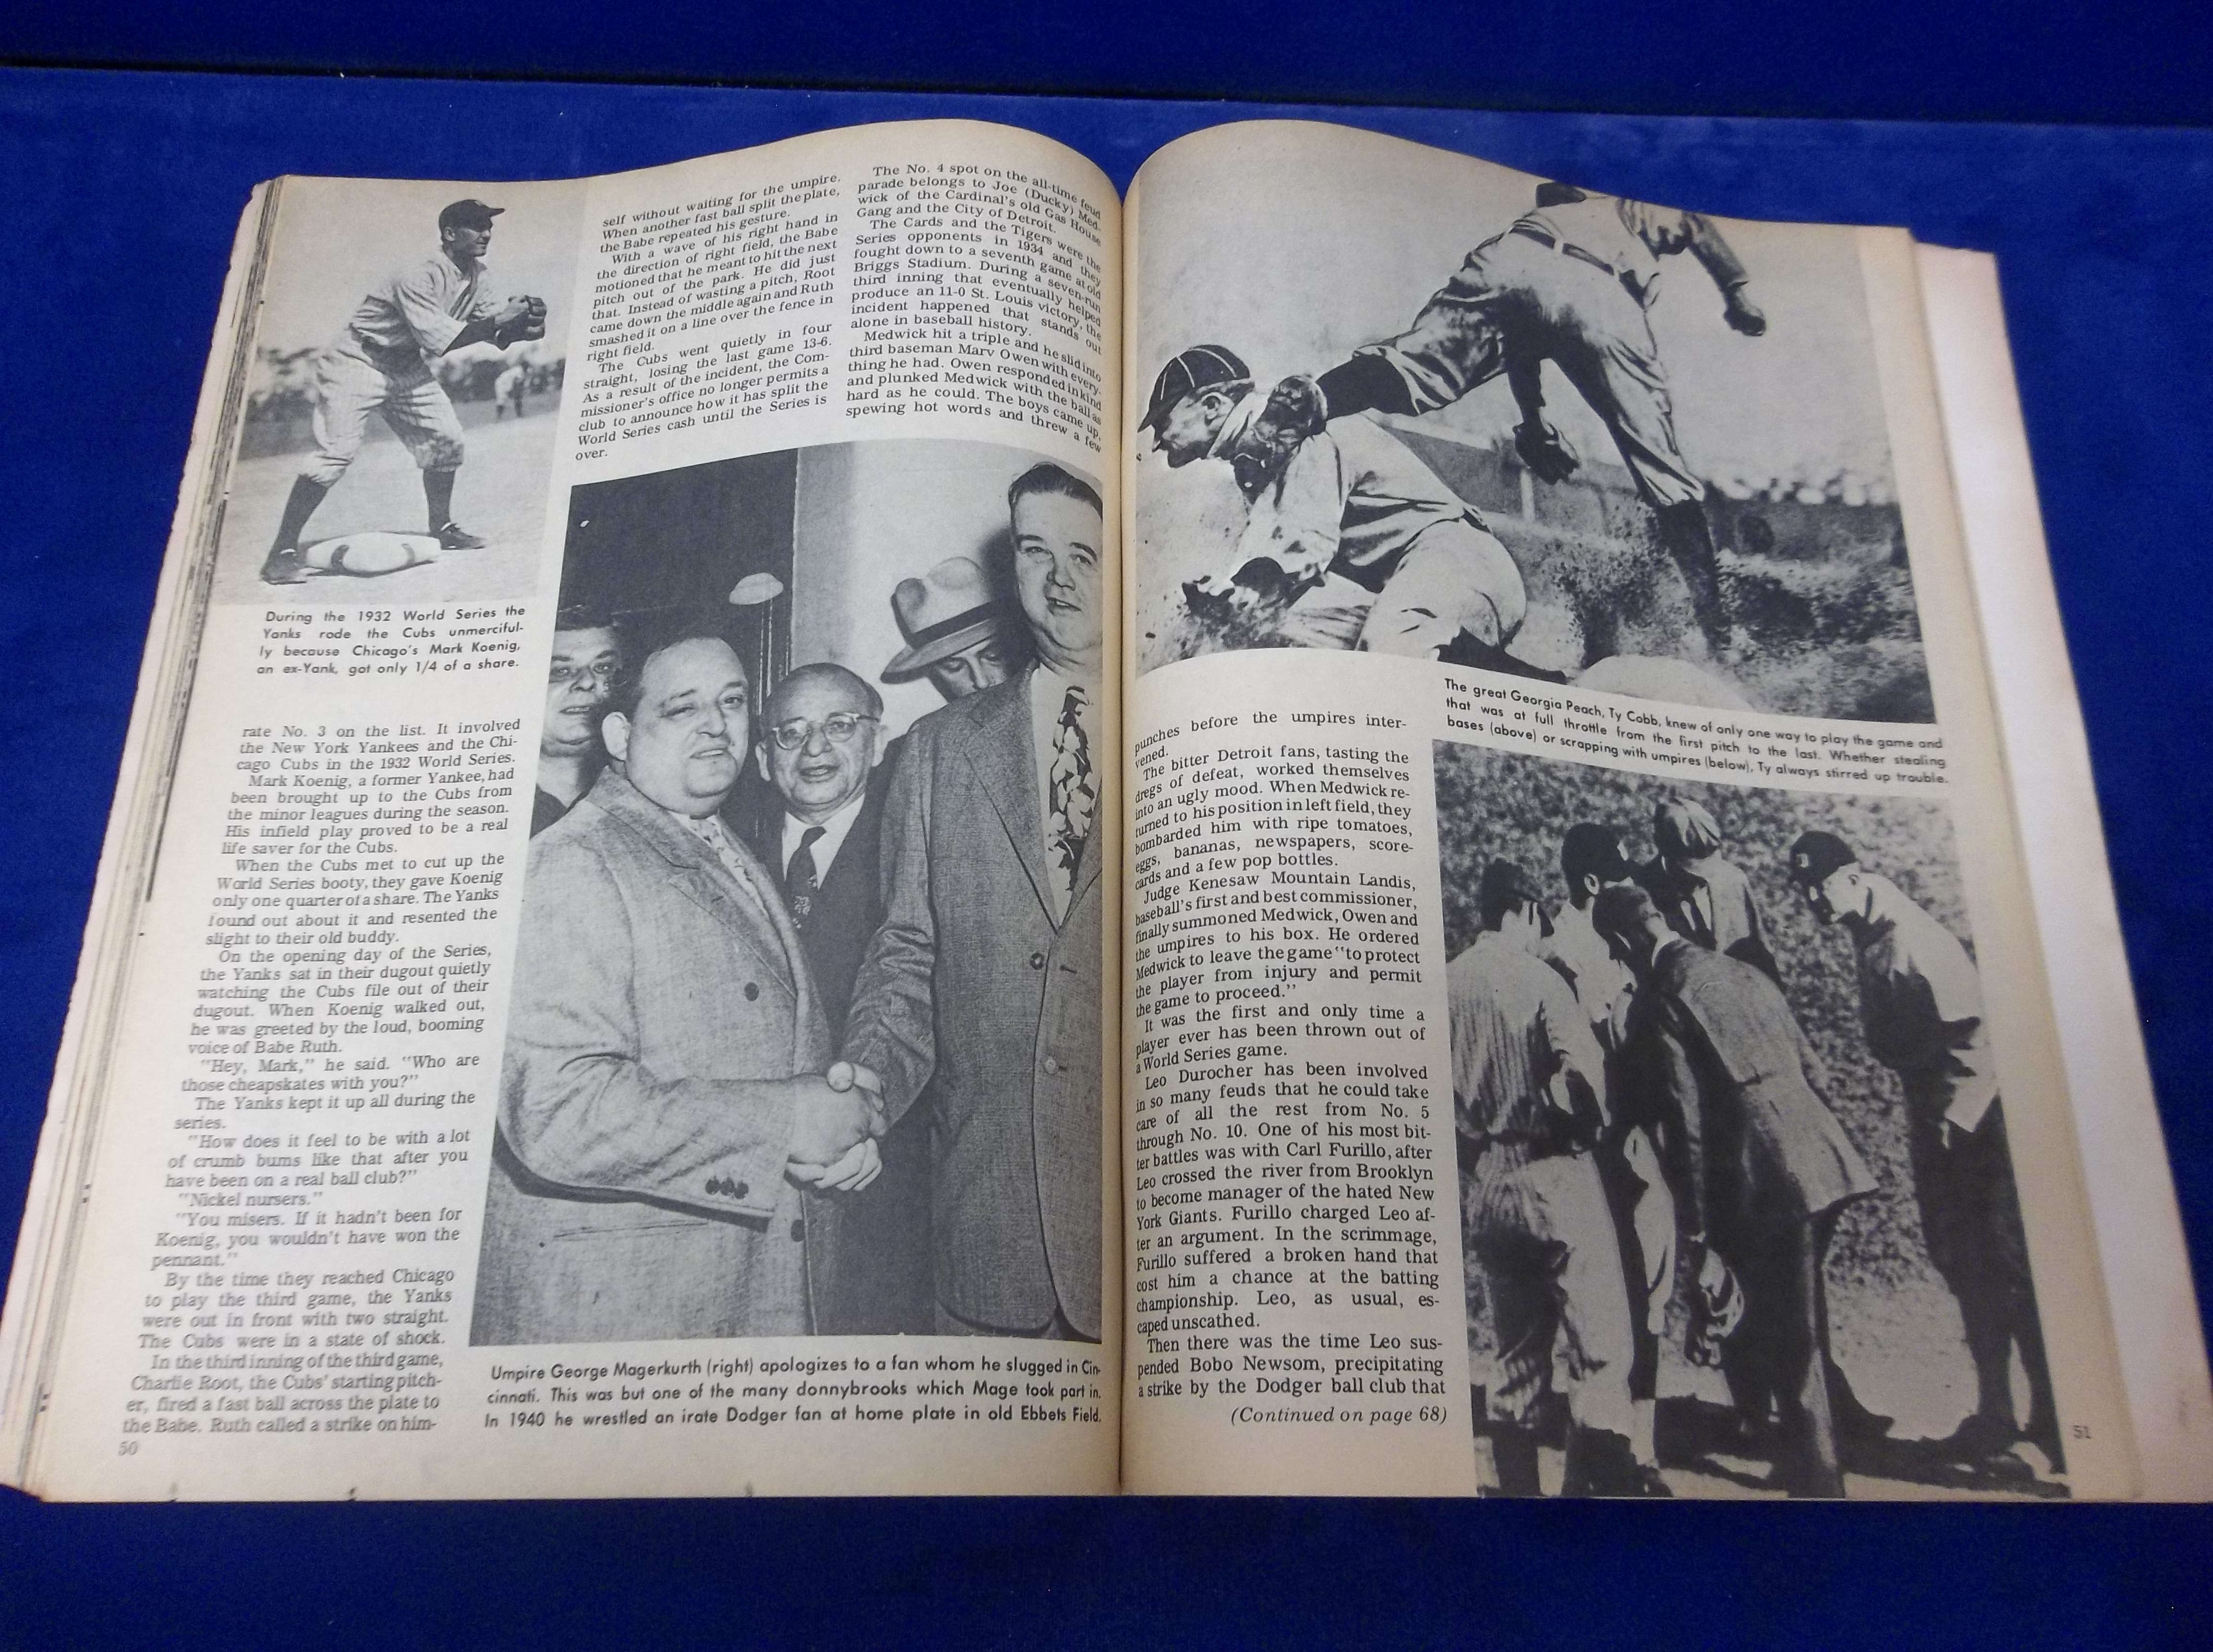 During the 1932 World Series the
Yanks rode the Cubs unmerciful-
ly because Chicago's Mark Koenig,
an ex-Yank, got only 1/4 of a share.
rate No. 3 on the list. It involved
the New York Yankees and the Chi-
cago Cubs in the 1932 World Series.
Mark Koenig, a former Yankee, had
been brought up to the Cubs from
the minor leagues during the season.
His infield play proved to be a real
life saver for the Cubs.
When the Cubs met to cut up the
World Series booty, they gave Koenig
only one quarter of a share. The Yanks
found out about it and resented the
slight to their old buddy.
On the opening day of the Series,
the Yanks sat in their dugout quietly
watching the Cubs file out of their
dugout. When Koenig walked out,
he was greeted by the loud, booming
voice of Babe Ruth.
"Hey, Mark," he said. "Who are
those cheapskates with you?"
The Yanks kept it up all during the
series.
"How does it feel to be with a lot
of crumb bums like that after you
have been on a real ball club?"
"Nickel nursers."
"You misers. If it hadn't been for
Koenig, you wouldn't have won the
pennant."
By the time they reached Chicago
to play the third game, the Yanks
were out in front with two straight.
The Cubs were in a state of shock.
In the third inning of the third game,
Charlie Root, the Cubs' starting pitch-
er, fired a fast ball across the plate to
the Babe. Ruth called a strike on him-
50
self without waiting for the umpire.
When another fast ball split the plate,
the Babe repeated his gesture.
With a wave of his right hand in
the direction of right field, the Babe
motioned that he meant to hit the next
pitch out of the park. He did just
that. Instead of wasting a pitch, Root
came down the middle again and Ruth
smashed it on a line over the fence in
right field.
The Cubs went quietly in four
straight, losing the last game 13-6.
As a result of the incident, the Com-
missioner's office no longer permits a
club to announce how it has split the
World Series cash until the Series is
over.
The No. 4 spot on the all-time feud
parade belongs to Joe (Ducky) Med-
wick of the Cardinal's old Gas House
Gang and the City of Detroit.
The Cards and the Tigers were the
Series opponents in 1934 and they
fought down to a seventh game at old
Briggs Stadium. During a seven-run
third inning that eventually helped
produce an 11-0 St. Louis victory, the
incident happened that stands out
alone in baseball history.
Medwick hit a triple and he slid into
third baseman Marv Owen with every-
thing he had. Owen responded in kind
and plunked Medwick with the ball as
hard as he could. The boys came up,
spewing hot words and threw a few
Umpire George Magerkurth (right) apologizes to a fan whom he slugged in Cin-
cinnati. This was but one of the many donnybrooks which Mage took part in.
In 1940 he wrestled an irate Dodger fan at home plate in old Ebbets Field.
The great Georgia Peach, Ty Cobb, knew of only one way to play the game and
that was at full throttle from the first pitch to the last. Whether stealing
bases (above) or scrapping with umpires (below), Ty always stirred up trouble.
punches before the umpires inter-
vened.
The bitter Detroit fans, tasting the
dregs of defeat, worked themselves
into an ugly mood. When Medwick re-
turned to his position in left field, they
bombarded him with ripe tomatoes,
eggs, bananas, newspapers, score-
cards and a few pop bottles.
Judge Kenesaw Mountain Landis,
baseball's first and best commissioner,
finally summoned Medwick, Owen and
the umpires to his box. He ordered
Medwick to leave the game "to protect
the player from injury and permit
the game to proceed."
It was the first and only time a
player ever has been thrown out of
a World Series game.
Leo Durocher has been involved
in so many feuds that he could take
care of all the rest from No. 5
through No. 10. One of his most bit-
ter battles was with Carl Furillo, after
Leo crossed the river from Brooklyn
to become manager of the hated New
York Giants. Furillo charged Leo af-
ter an argument. In the scrimmage,
Furillo suffered a broken hand that
cost him a chance at the batting
championship. Leo, as usual, es-
caped unscathed.
Then there was the time Leo sus-
pended Bobo Newsom, precipitating
a strike by the Dodger ball club that
(Continued on page 68)
51